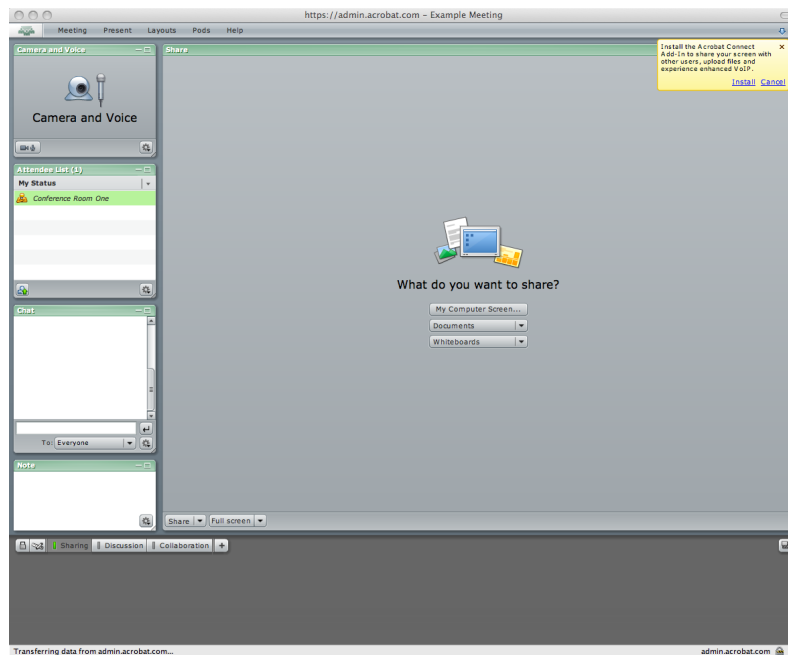 https://admin.acrobat.com – Example Meeting
Meeting Present Layouts Pods Help
Camera and Voice
Share
Install the Acrobat Connect
Add-In to share your screen with
other users, upload files and
experience enhanced VoIP.
Install Cancel
Camera and Voice
Attendee List (1)
My Status
Conference Room One
What do you want to share?
My Computer Screen...
Documents
Whiteboards
Chat
To: Everyone
Note
Share Full screen
Sharing Discussion Collaboration +
Transferring data from admin.acrobat.com...
admin.acrobat.com